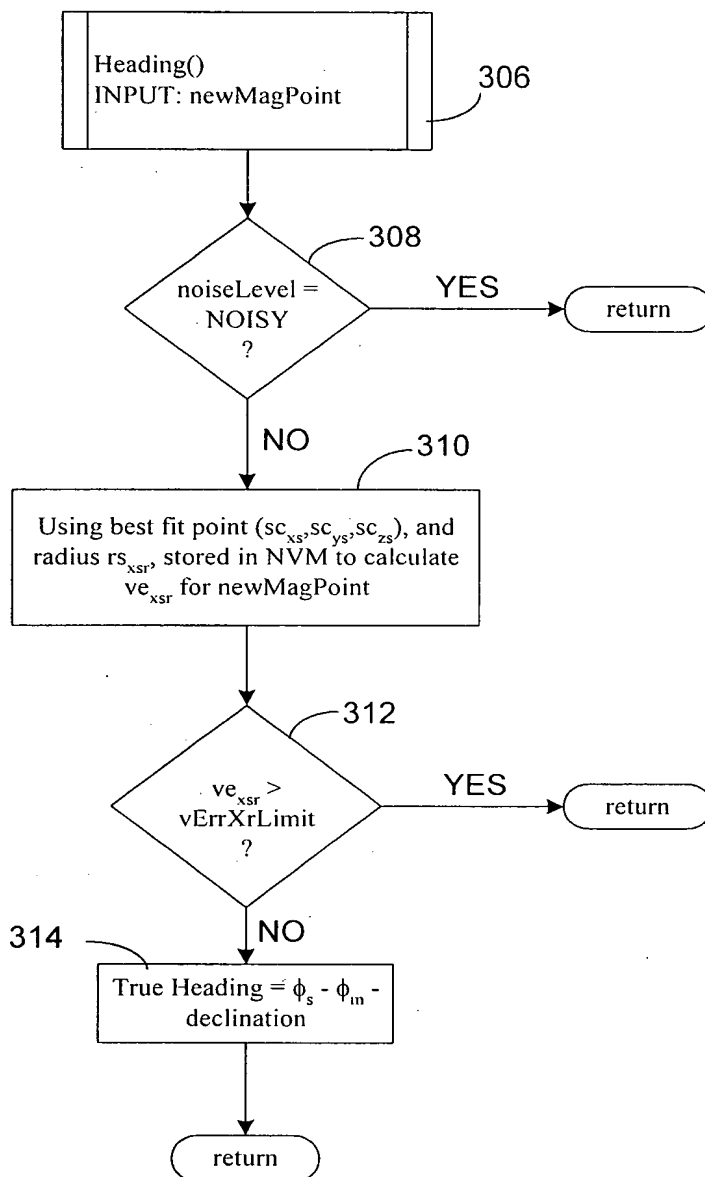 Heading()
INPUT: newMagPoint
306
308
noiseLevel =
NOISY
?
YES
return
NO
310
Using best fit point (sc_xs,sc_ys,sc_zs), and
radius rs_xsr, stored in NVM to calculate
ve_xsr for newMagPoint
312
ve_xsr >
vErrXrLimit
?
YES
return
NO
314
True Heading = ϕ_s - ϕ_m -
declination
return